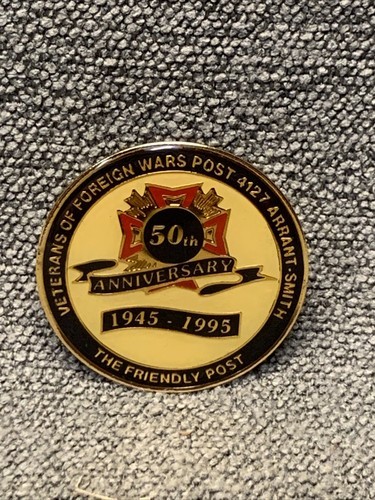 VETERANS OF FOREIGN WARS POST 4127 ARRANT-SMITH
50th
ANNIVERSARY
1945 - 1995
THE FRIENDLY POST